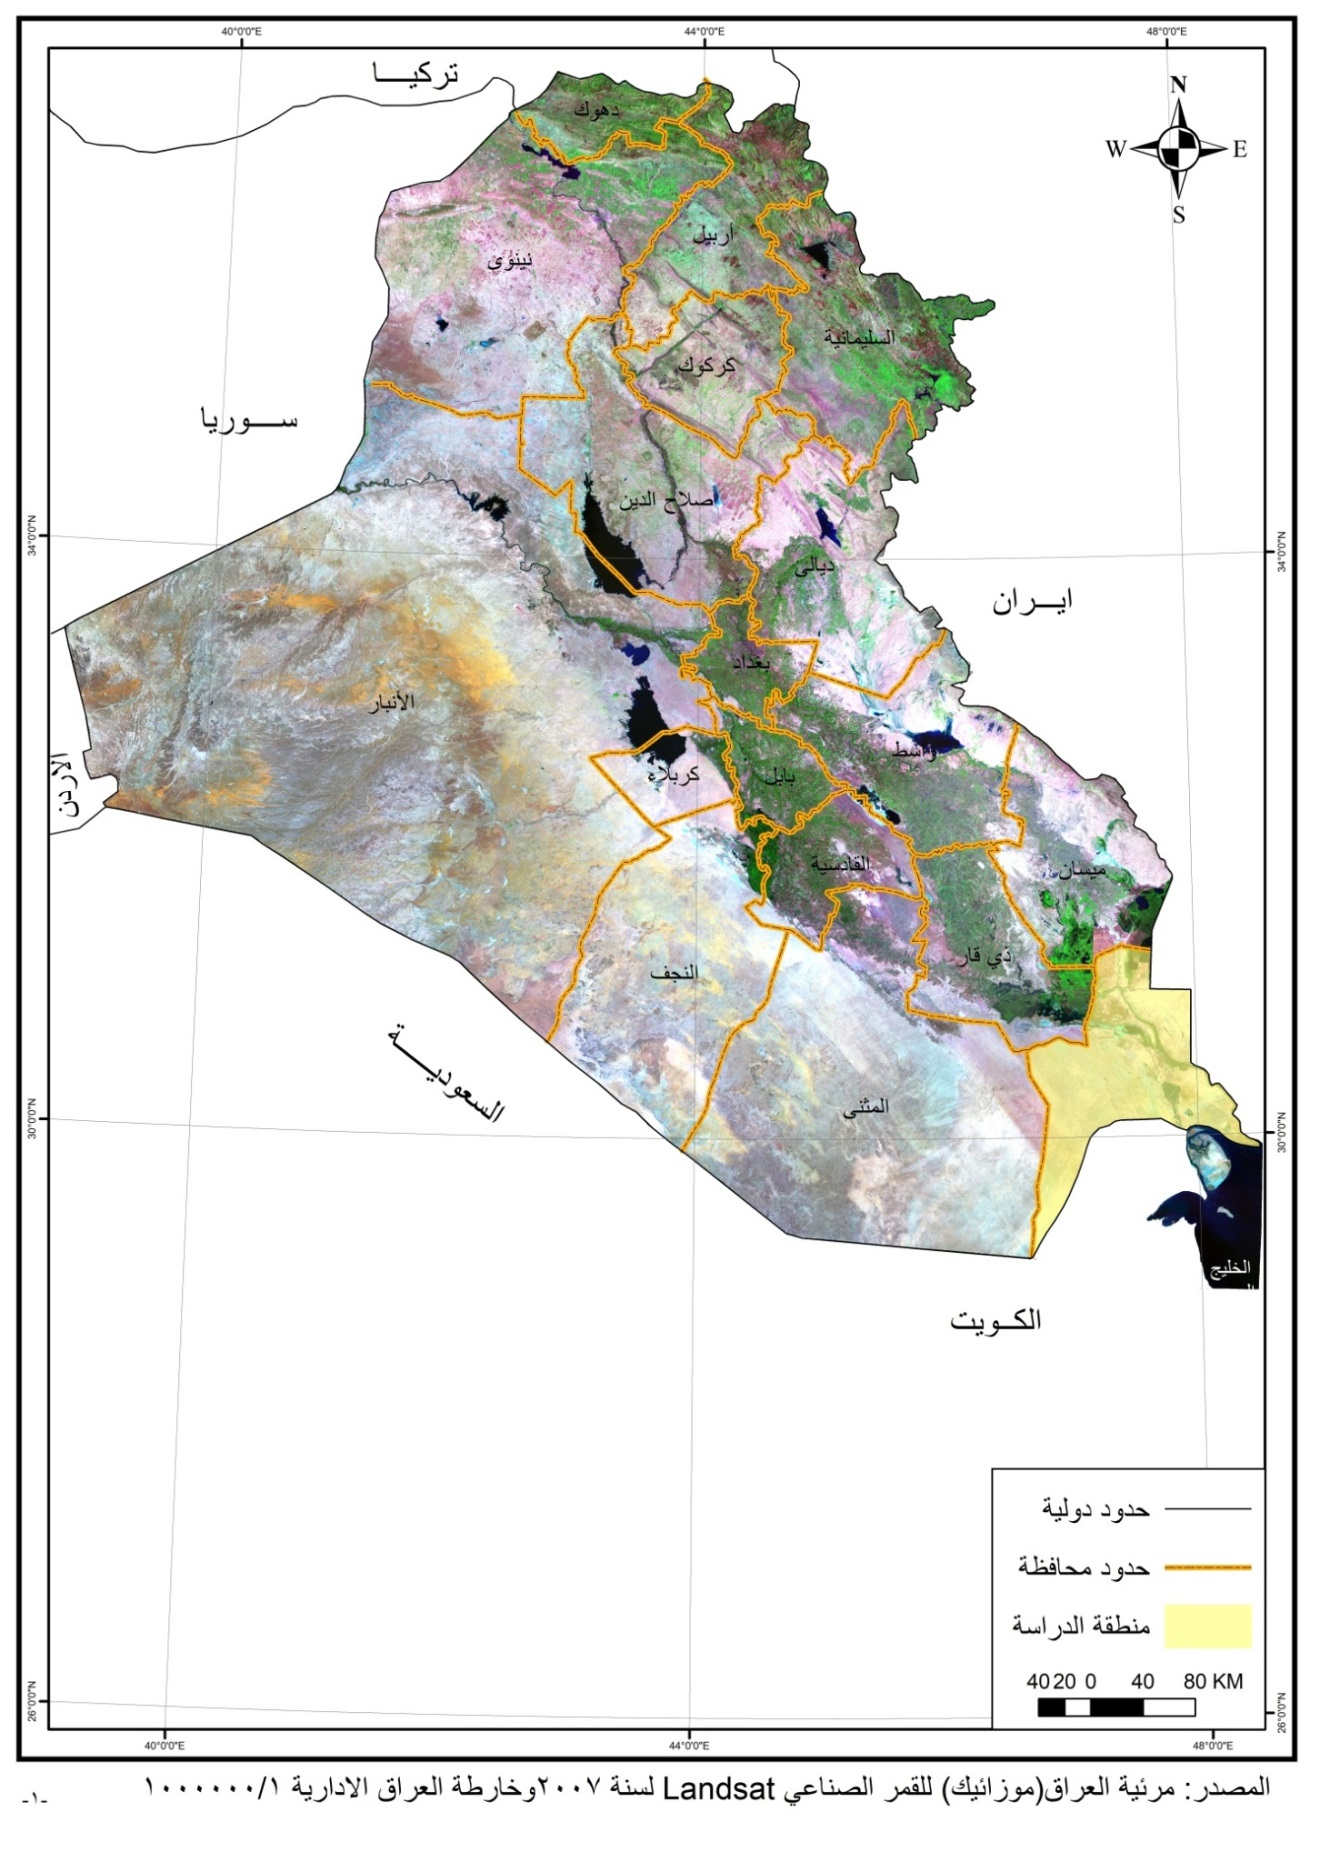 40°0'0"E 44°0'0"E 48°0'0"E
تركيـــا
N
W E
S
دهوك
أربيل
نينوى
السليمانية
كركوك
ســـوريا
صلاح الدين
34°0'0"N 34°0'0"N
ديالى
ايـــران
بغداد
الأنبار
واسط
الأردن
كربلاء
بابل
القادسية
ميسان
ذي قار
النجف
السعوديـــة
المثنى
30°0'0"N 30°0'0"N
الخليج
الكـويت
حدود دولية
حدود محافظة
منطقة الدراسة
40 20 0 40 80 KM
26°0'0"N 26°0'0"N
40°0'0"E 44°0'0"E 48°0'0"E
المصدر: مرئية العراق(موزائيك) للقمر الصناعي Landsat لسنة ٢٠٠٧وخارطة العراق الادارية ١/١٠٠٠٠٠٠
-١-